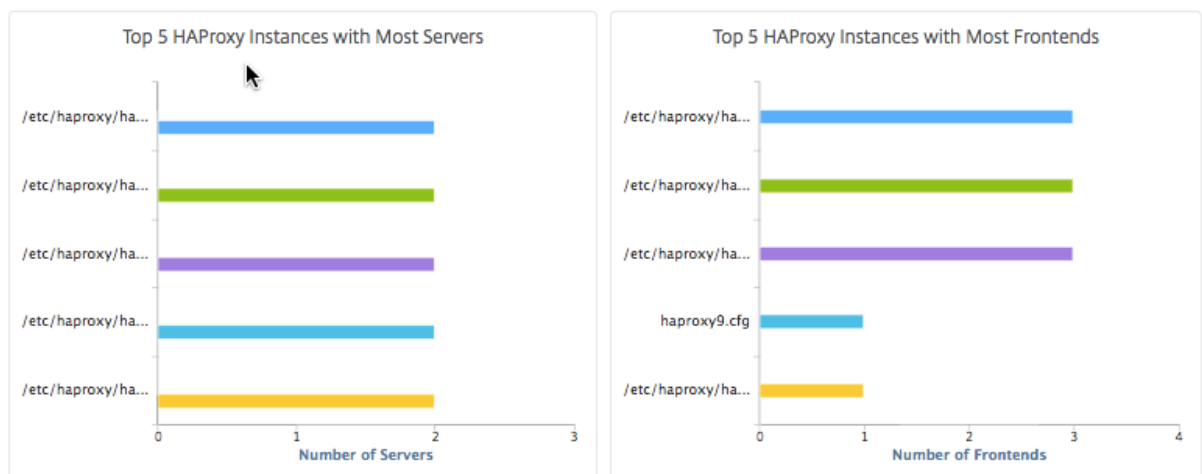 Top 5 HAProxy Instances with Most Servers
/etc/haproxy/ha...
/etc/haproxy/ha...
/etc/haproxy/ha...
/etc/haproxy/ha...
/etc/haproxy/ha...
0 1 2 3
Number of Servers
Top 5 HAProxy Instances with Most Frontends
/etc/haproxy/ha...
/etc/haproxy/ha...
/etc/haproxy/ha...
haproxy9.cfg
/etc/haproxy/ha...
0 1 2 3 4
Number of Frontends